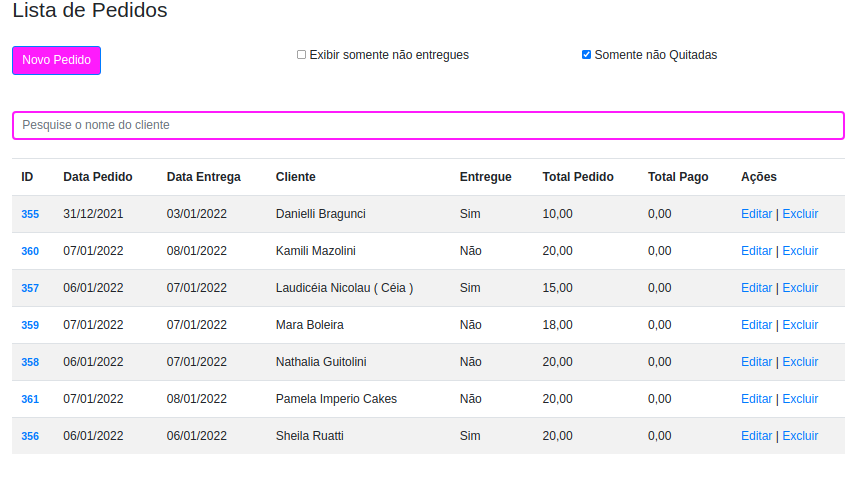 Lista de Pedidos
Novo Pedido Exibir somente não entregues Somente não Quitadas
Pesquise o nome do cliente
ID Data Pedido Data Entrega Cliente Entregue Total Pedido Total Pago Ações
355 31/12/2021 03/01/2022 Danielli Bragunci Sim 10,00 0,00 Editar | Excluir
360 07/01/2022 08/01/2022 Kamili Mazolini Não 20,00 0,00 Editar | Excluir
357 06/01/2022 07/01/2022 Laudicéia Nicolau ( Céia ) Sim 15,00 0,00 Editar | Excluir
359 07/01/2022 07/01/2022 Mara Boleira Não 18,00 0,00 Editar | Excluir
358 06/01/2022 07/01/2022 Nathalia Guitolini Não 20,00 0,00 Editar | Excluir
361 07/01/2022 08/01/2022 Pamela Imperio Cakes Não 20,00 0,00 Editar | Excluir
356 06/01/2022 06/01/2022 Sheila Ruatti Sim 20,00 0,00 Editar | Excluir